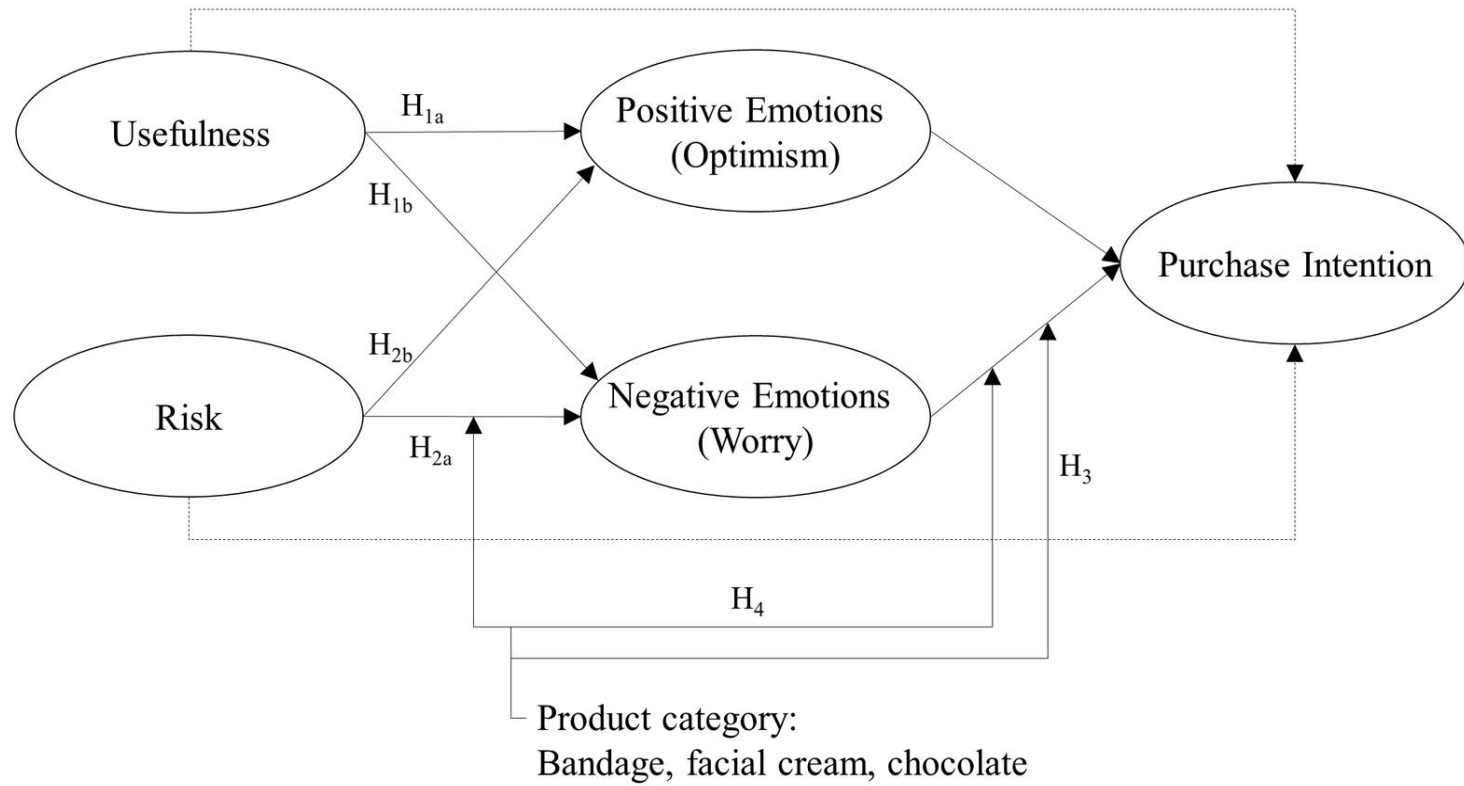 Usefulness
H1a
Positive Emotions
(Optimism)
H1b
Purchase Intention
H2b
Risk
H2a
Negative Emotions
(Worry)
H3
H4
Product category:
Bandage, facial cream, chocolate